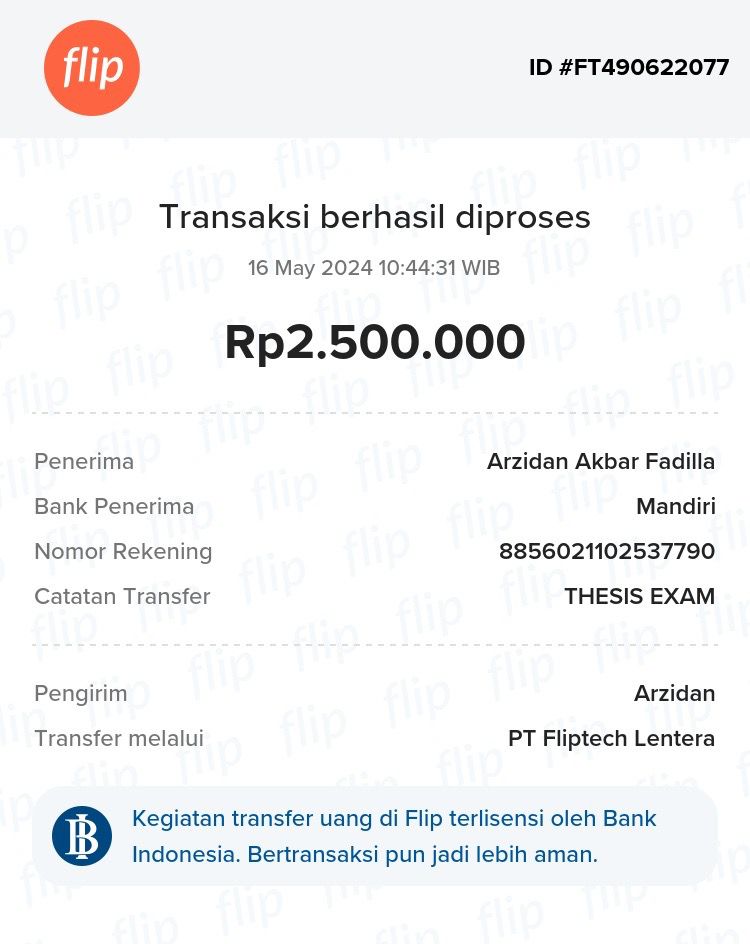 flip
ID #FT490622077
Transaksi berhasil diproses
16 May 2024 10:44:31 WIB
Rp2.500.000
Penerima Arzidan Akbar Fadilla
Bank Penerima Mandiri
Nomor Rekening 8856021102537790
Catatan Transfer THESIS EXAM
Pengirim Arzidan
Transfer melalui PT Fliptech Lentera
Kegiatan transfer uang di Flip terlisensi oleh Bank
Indonesia. Bertransaksi pun jadi lebih aman.